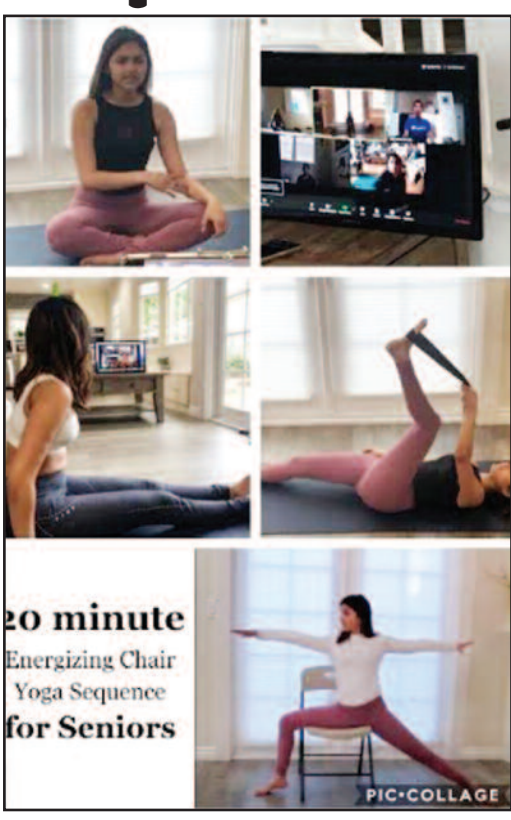 20 minute
Energizing Chair
Yoga Sequence
for Seniors
PIC•COLLAGE